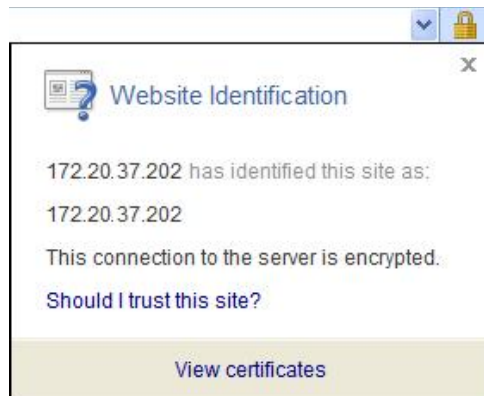 x
Website Identification
172.20.37.202 has identified this site as:
172.20.37.202
This connection to the server is encrypted.
Should I trust this site?
View certificates